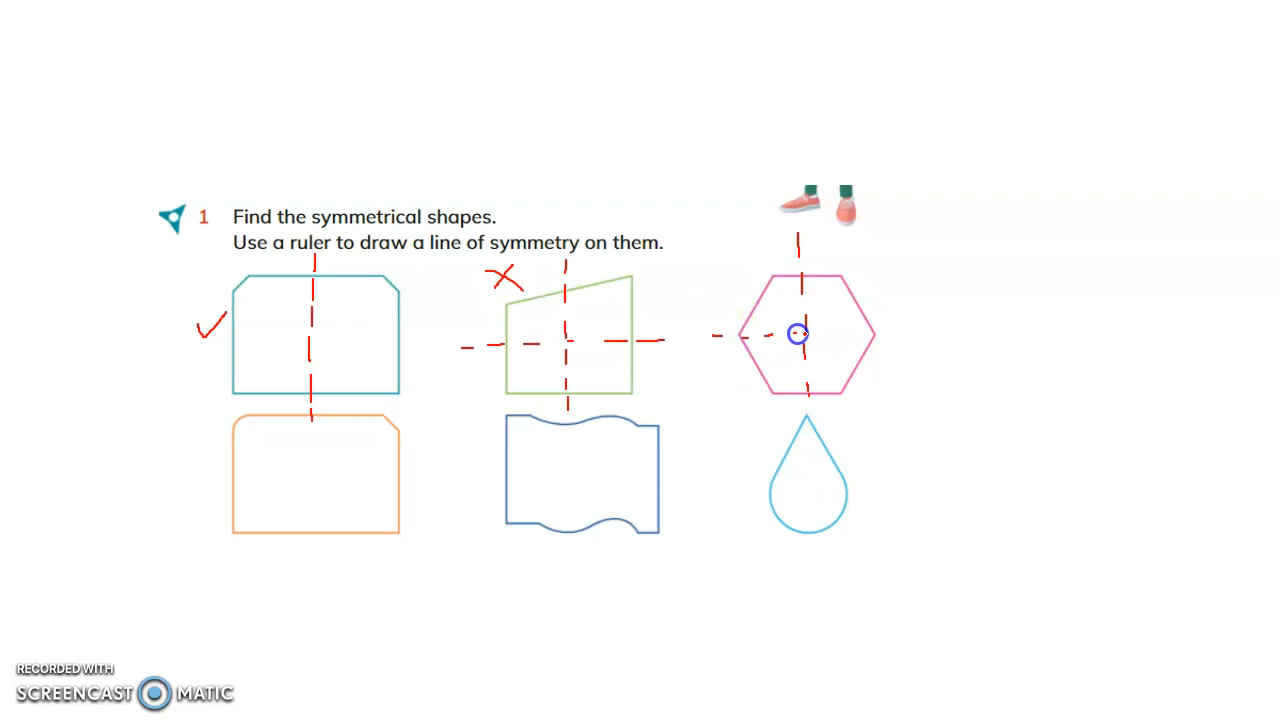 1 Find the symmetrical shapes.
Use a ruler to draw a line of symmetry on them.
RECORDED WITH
SCREENCAST MATIC